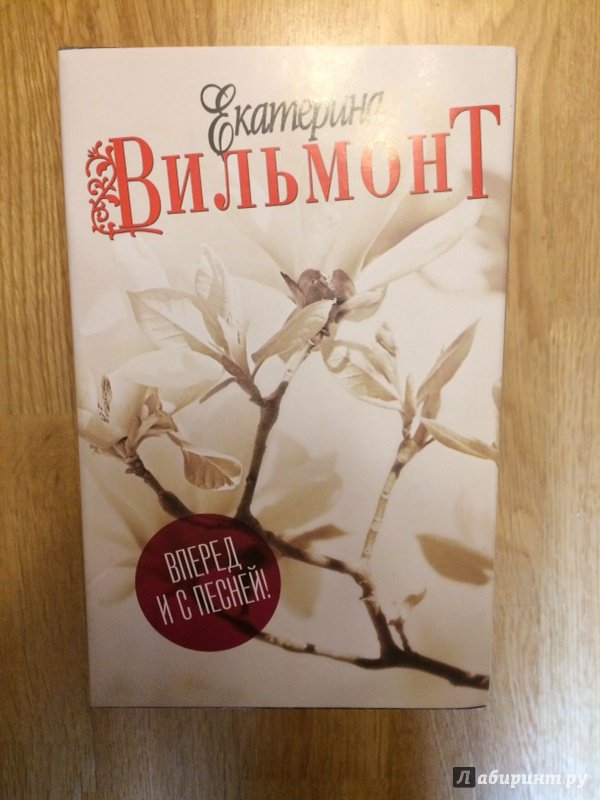 Екатерина
Вильмонт
ВПЕРЕД
И С ПЕСНЕЙ!
Лабиринт.ру